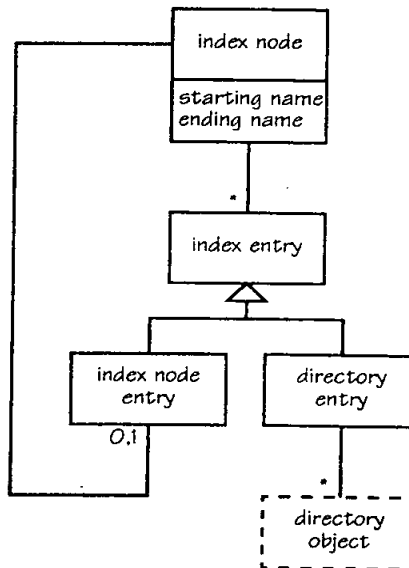 index node
starting name
ending name
*
index entry
index node
entry
0,1
directory
entry
*
directory
object